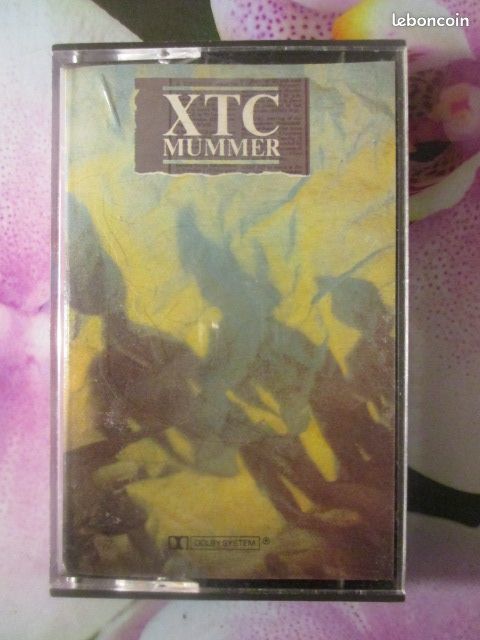 leboncoin
XTC
MUMMER
DOLBY SYSTEM ®